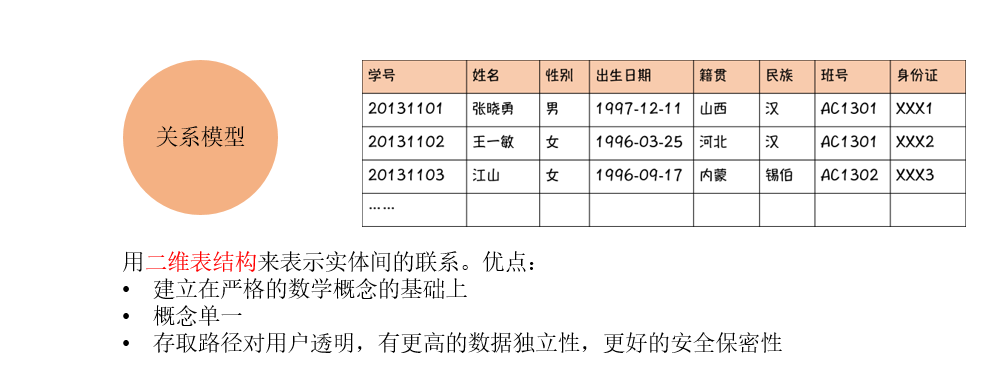 关系模型
学号 姓名 性别 出生日期 籍贯 民族 班号 身份证
20131101 张晓勇 男 1997-12-11 山西 汉 AC1301 XXX1
20131102 王一敏 女 1996-03-25 河北 汉 AC1301 XXX2
20131103 江山 女 1996-09-17 内蒙 锡伯 AC1302 XXX3
……
用二维表结构来表示实体间的联系。优点：
• 建立在严格的数学概念的基础上
• 概念单一
• 存取路径对用户透明，有更高的数据独立性，更好的安全保密性